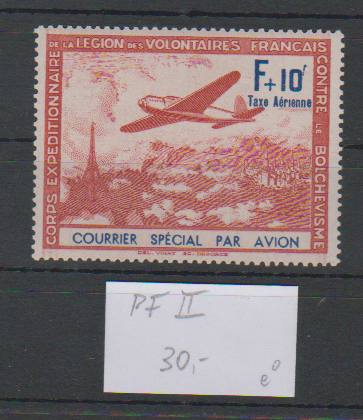 CORPS EXPEDITIONNAIRE DE LA LÉGION DES VOLONTAIRES FRANÇAIS CONTRE LE BOLCHEVISME
F+10f
Taxe Aérienne
COURRIER SPÉCIAL PAR AVION
PF II
30,-
e°